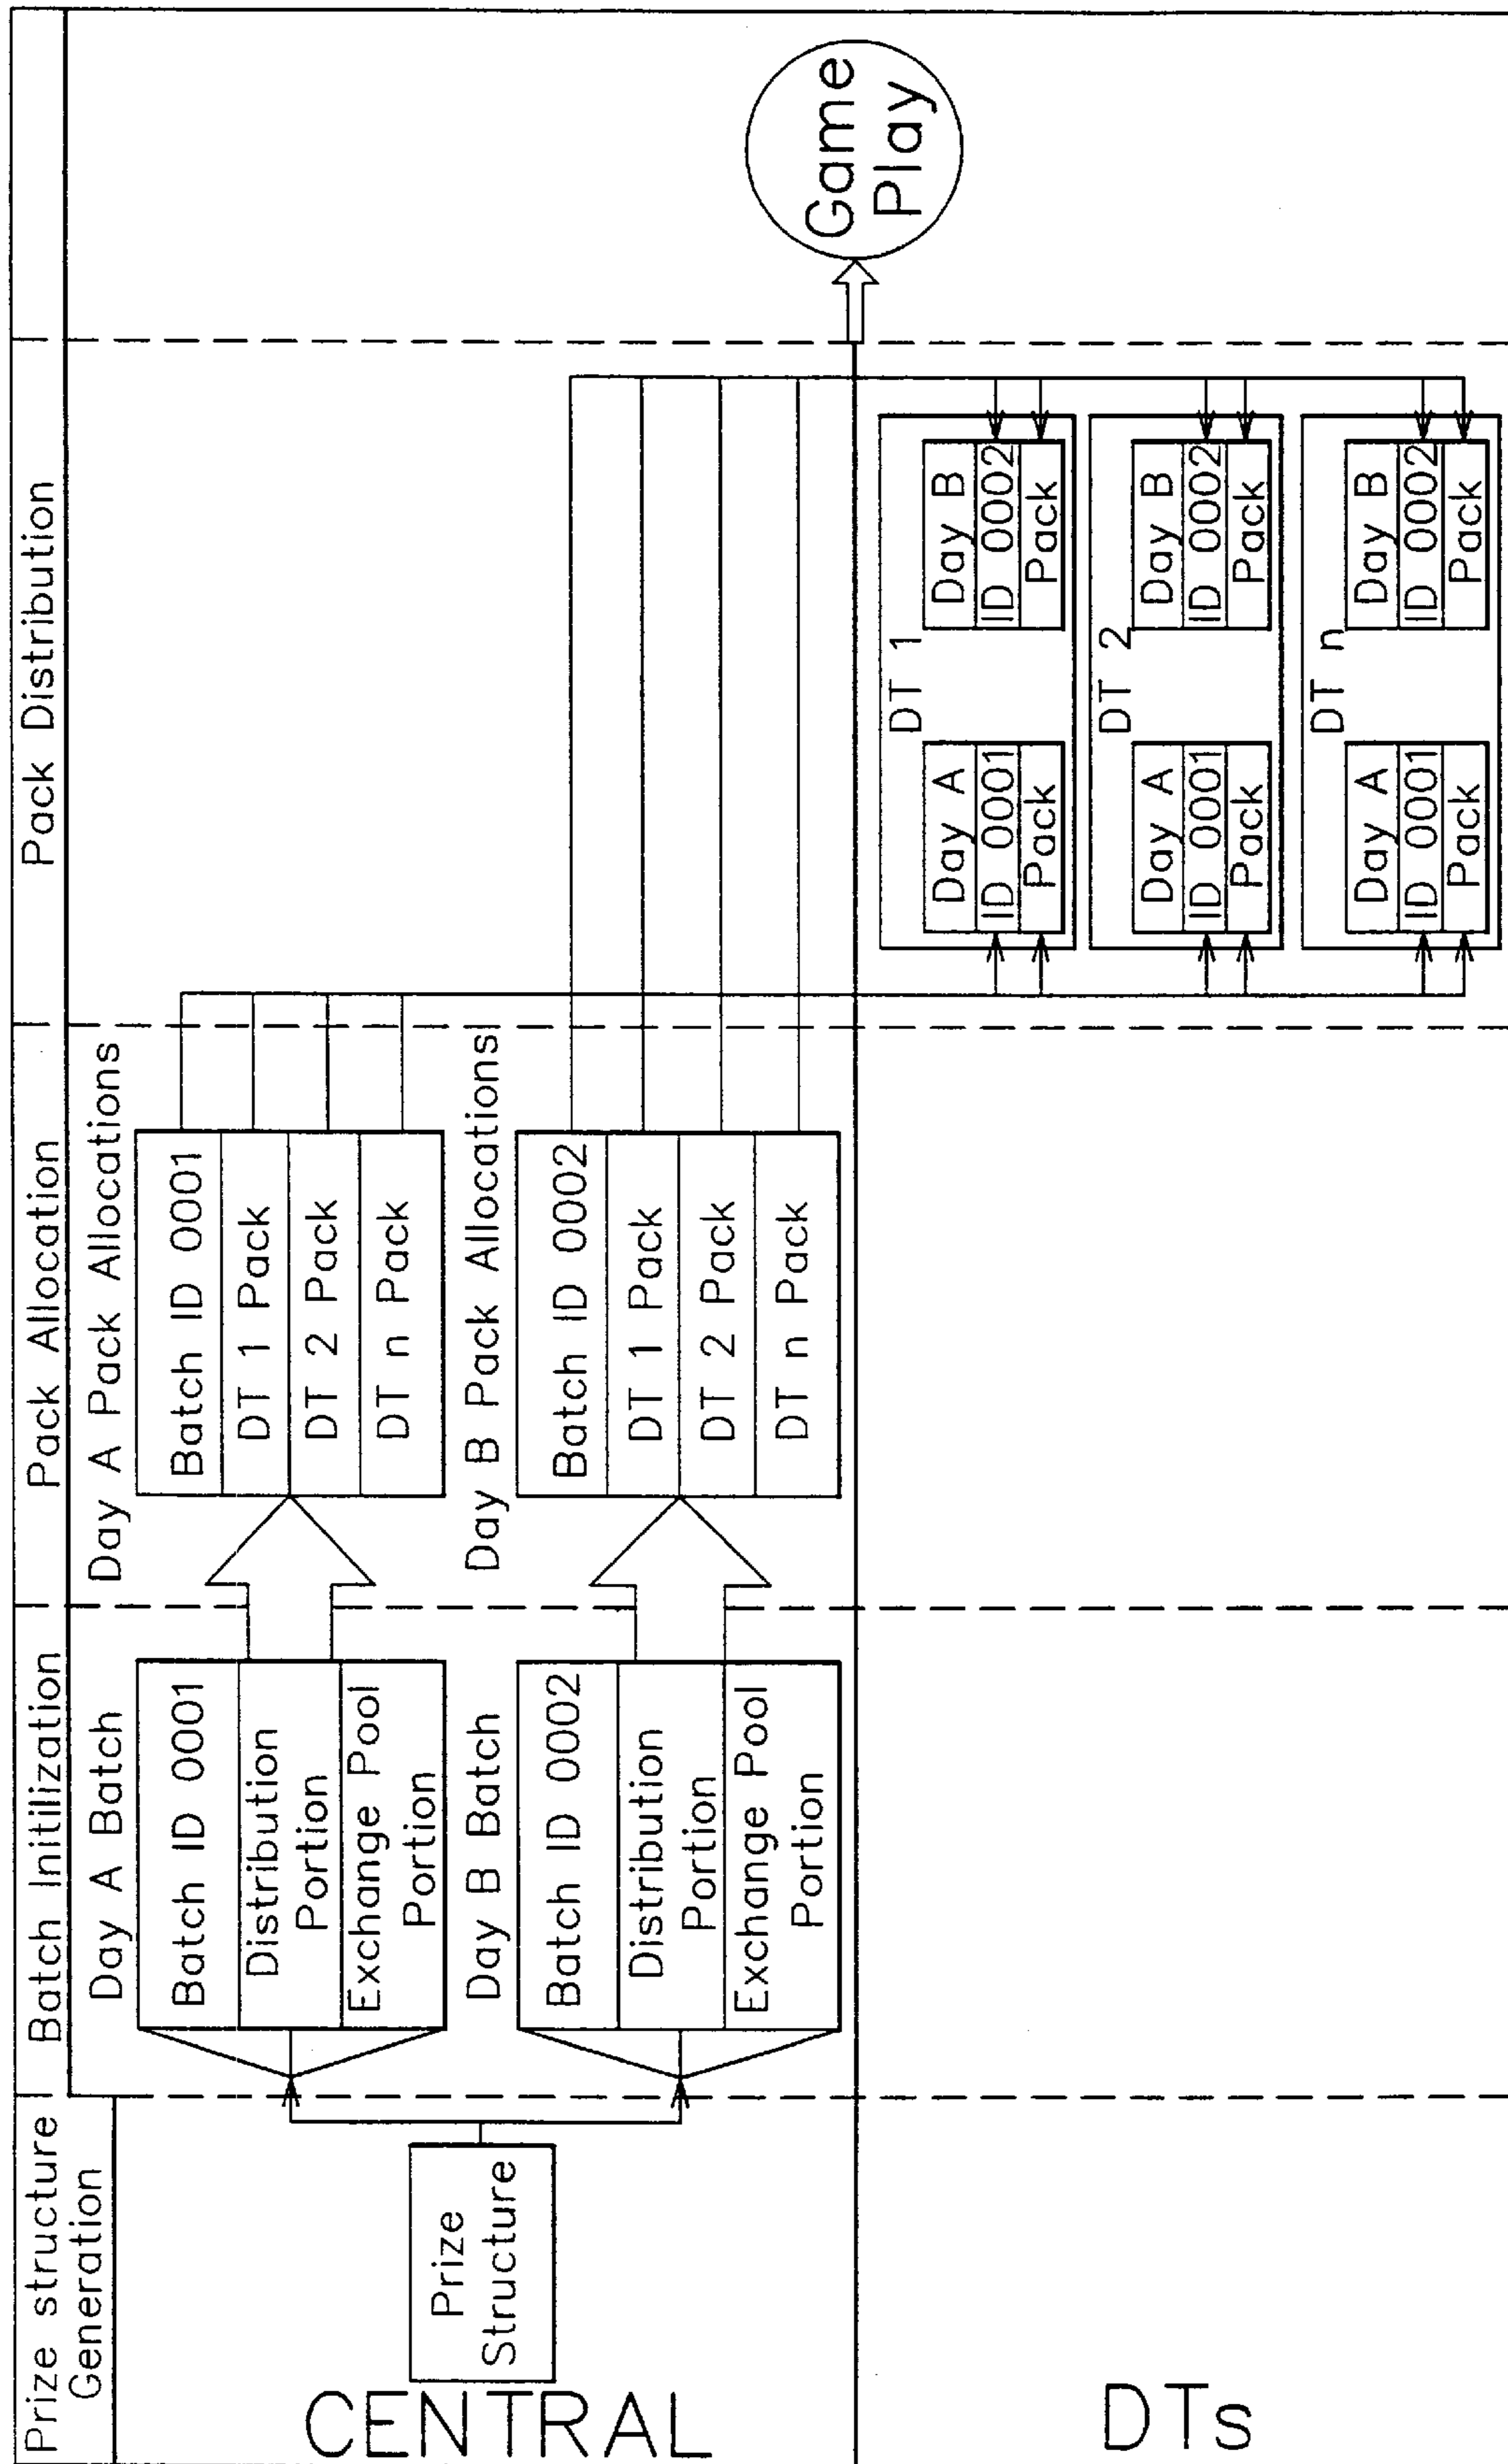 Prize structure
Generation
Batch Initilization
Pack Allocation
Pack Distribution
CENTRAL
Prize
Structure
Day A Batch
Batch ID 0001
Distribution
Portion
Exchange Pool
Portion
Day B Batch
Batch ID 0002
Distribution
Portion
Exchange Pool
Portion
Day A Pack Allocations
Batch ID 0001
DT 1 Pack
DT 2 Pack
DT n Pack
Day B Pack Allocations
Batch ID 0002
DT 1 Pack
DT 2 Pack
DT n Pack
Game
Play
DTs
DT 1
Day A
ID 0001
Pack
Day B
ID 0002
Pack
DT 2
Day A
ID 0001
Pack
Day B
ID 0002
Pack
DT n
Day A
ID 0001
Pack
Day B
ID 0002
Pack